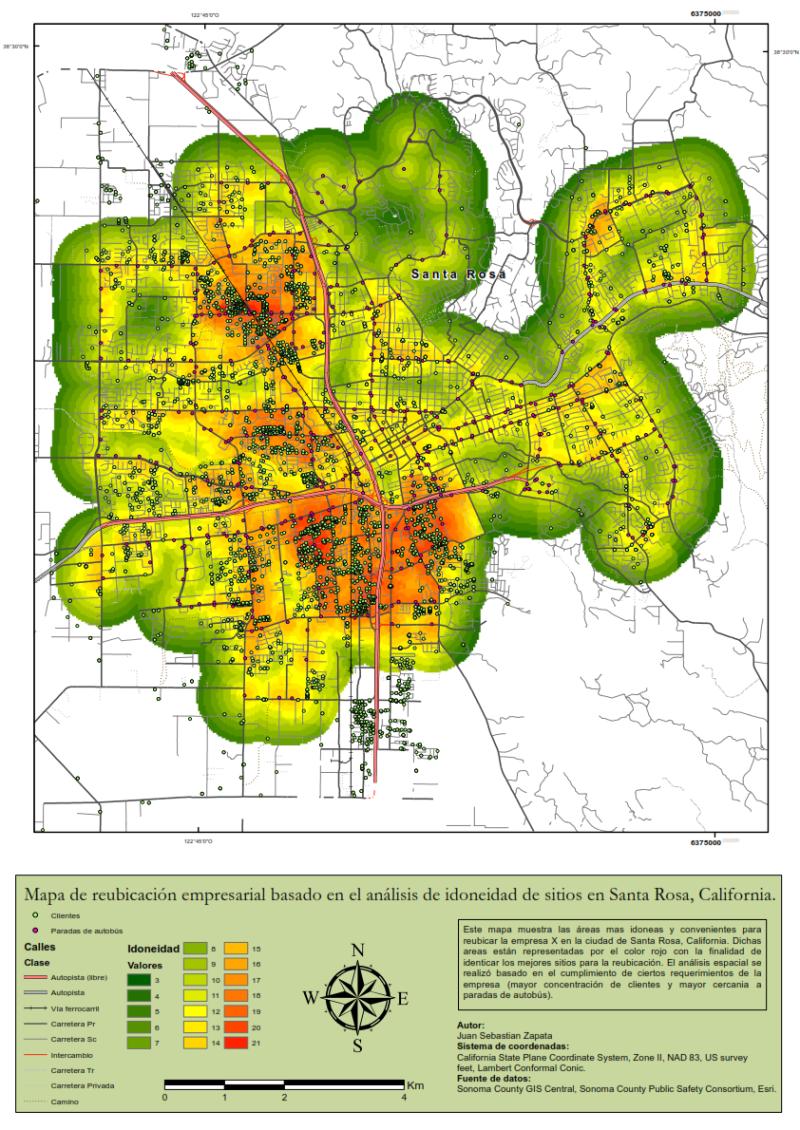 122°45'0"O
6375000
38°30'0"N
38°30'0"N
Santa Rosa
122°45'0"O
6375000
Mapa de reubicación empresarial basado en el análisis de idoneidad de sitios en Santa Rosa, California.
Clientes
Paradas de autobús
Calles
Clase
Autopista (libre)
Autopista
Vía ferrocarril
Carretera Pr
Carretera Sc
Intercambio
Carretera Tr
Carretera Privada
Camino
Idoneidad
Valores
3
4
5
6
7
8
9
10
11
12
13
14
15
16
17
18
19
20
21
N
W
E
S
0
1
2
4
Km
Este mapa muestra las áreas mas idoneas y convenientes para
reubicar la empresa X en la ciudad de Santa Rosa, California. Dichas
areas están representadas por el color rojo con la finalidad de
identicar los mejores sitios para la reubicación. El análisis espacial se
realizó basado en el cumplimiento de ciertos requerimientos de la
empresa (mayor concentración de clientes y mayor cercania a
paradas de autobús).
Autor:
Juan Sebastian Zapata
Sistema de coordenadas:
California State Plane Coordinate System, Zone II, NAD 83, US survey
feet, Lambert Conformal Conic.
Fuente de datos:
Sonoma County GIS Central, Sonoma County Public Safety Consortium, Esri.